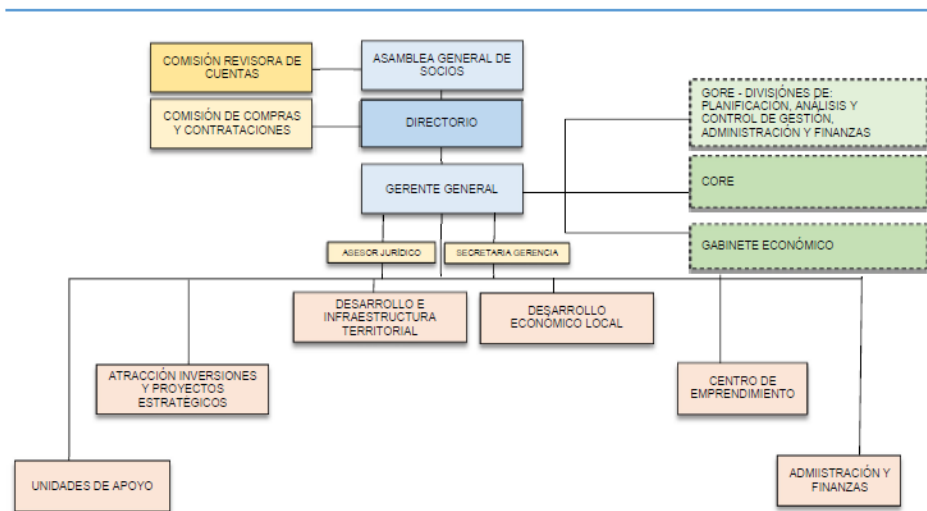 COMISIÓN REVISORA DE
CUENTAS
ASAMBLEA GENERAL DE
SOCIOS
COMISIÓN DE COMPRAS
Y CONTRATACIONES
DIRECTORIO
GORE - DIVISIÓNES DE:
PLANIFICACIÓN, ANÁLISIS Y
CONTROL DE GESTIÓN,
ADMINISTRACIÓN Y FINANZAS
GERENTE GENERAL
CORE
GABINETE ECONÓMICO
ASESOR JURÍDICO
SECRETARIA GERENCIA
DESARROLLO E
INFRAESTRUCTURA
TERRITORIAL
DESARROLLO
ECONÓMICO LOCAL
ATRACCIÓN INVERSIONES
Y PROYECTOS
ESTRATÉGICOS
CENTRO DE
EMPRENDIMIENTO
UNIDADES DE APOYO
ADMIISTRACIÓN Y
FINANZAS